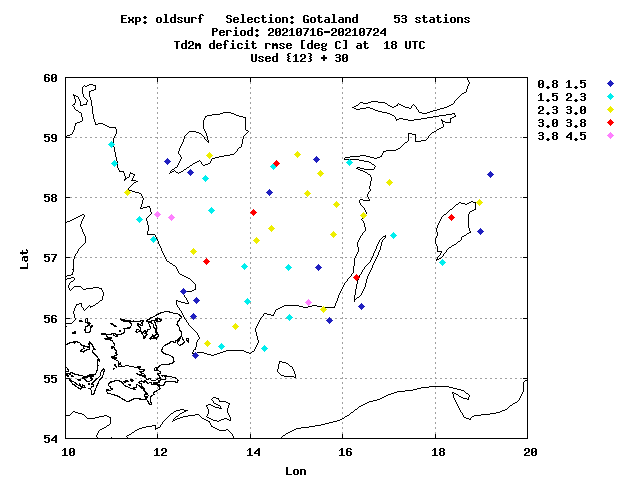 Exp: oldsurf Selection: Gotaland 53 stations
Period: 20210716-20210724
Td2m deficit rmse [deg C] at 18 UTC
Used {12} + 30
60
59
58
57
56
55
54
Lat
10 12 14 16 18 20
Lon
0.8 1.5
1.5 2.3
2.3 3.0
3.0 3.8
3.8 4.5